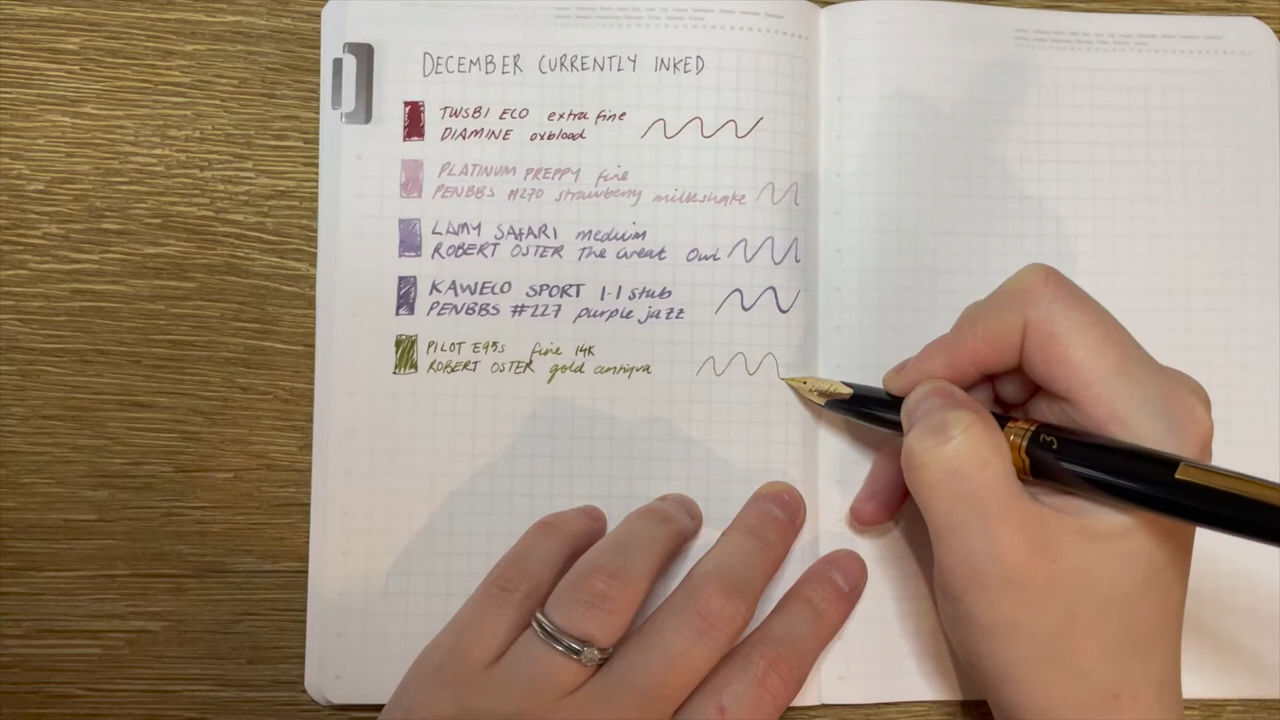 DECEMBER CURRENTLY INKED
TWSBI ECO extra fine
DIAMINE oxblood
PLATINUM PREPPY fine
PENBBS #270 strawberry milkeshake
LAMY SAFARI medium
ROBERT OSTER The Great Owl
KAWECO SPORT 1.1 stub
PENBBS #227 purple jazz
PILOT E95s fine 14K
ROBERT OSTER gold antiqua
3